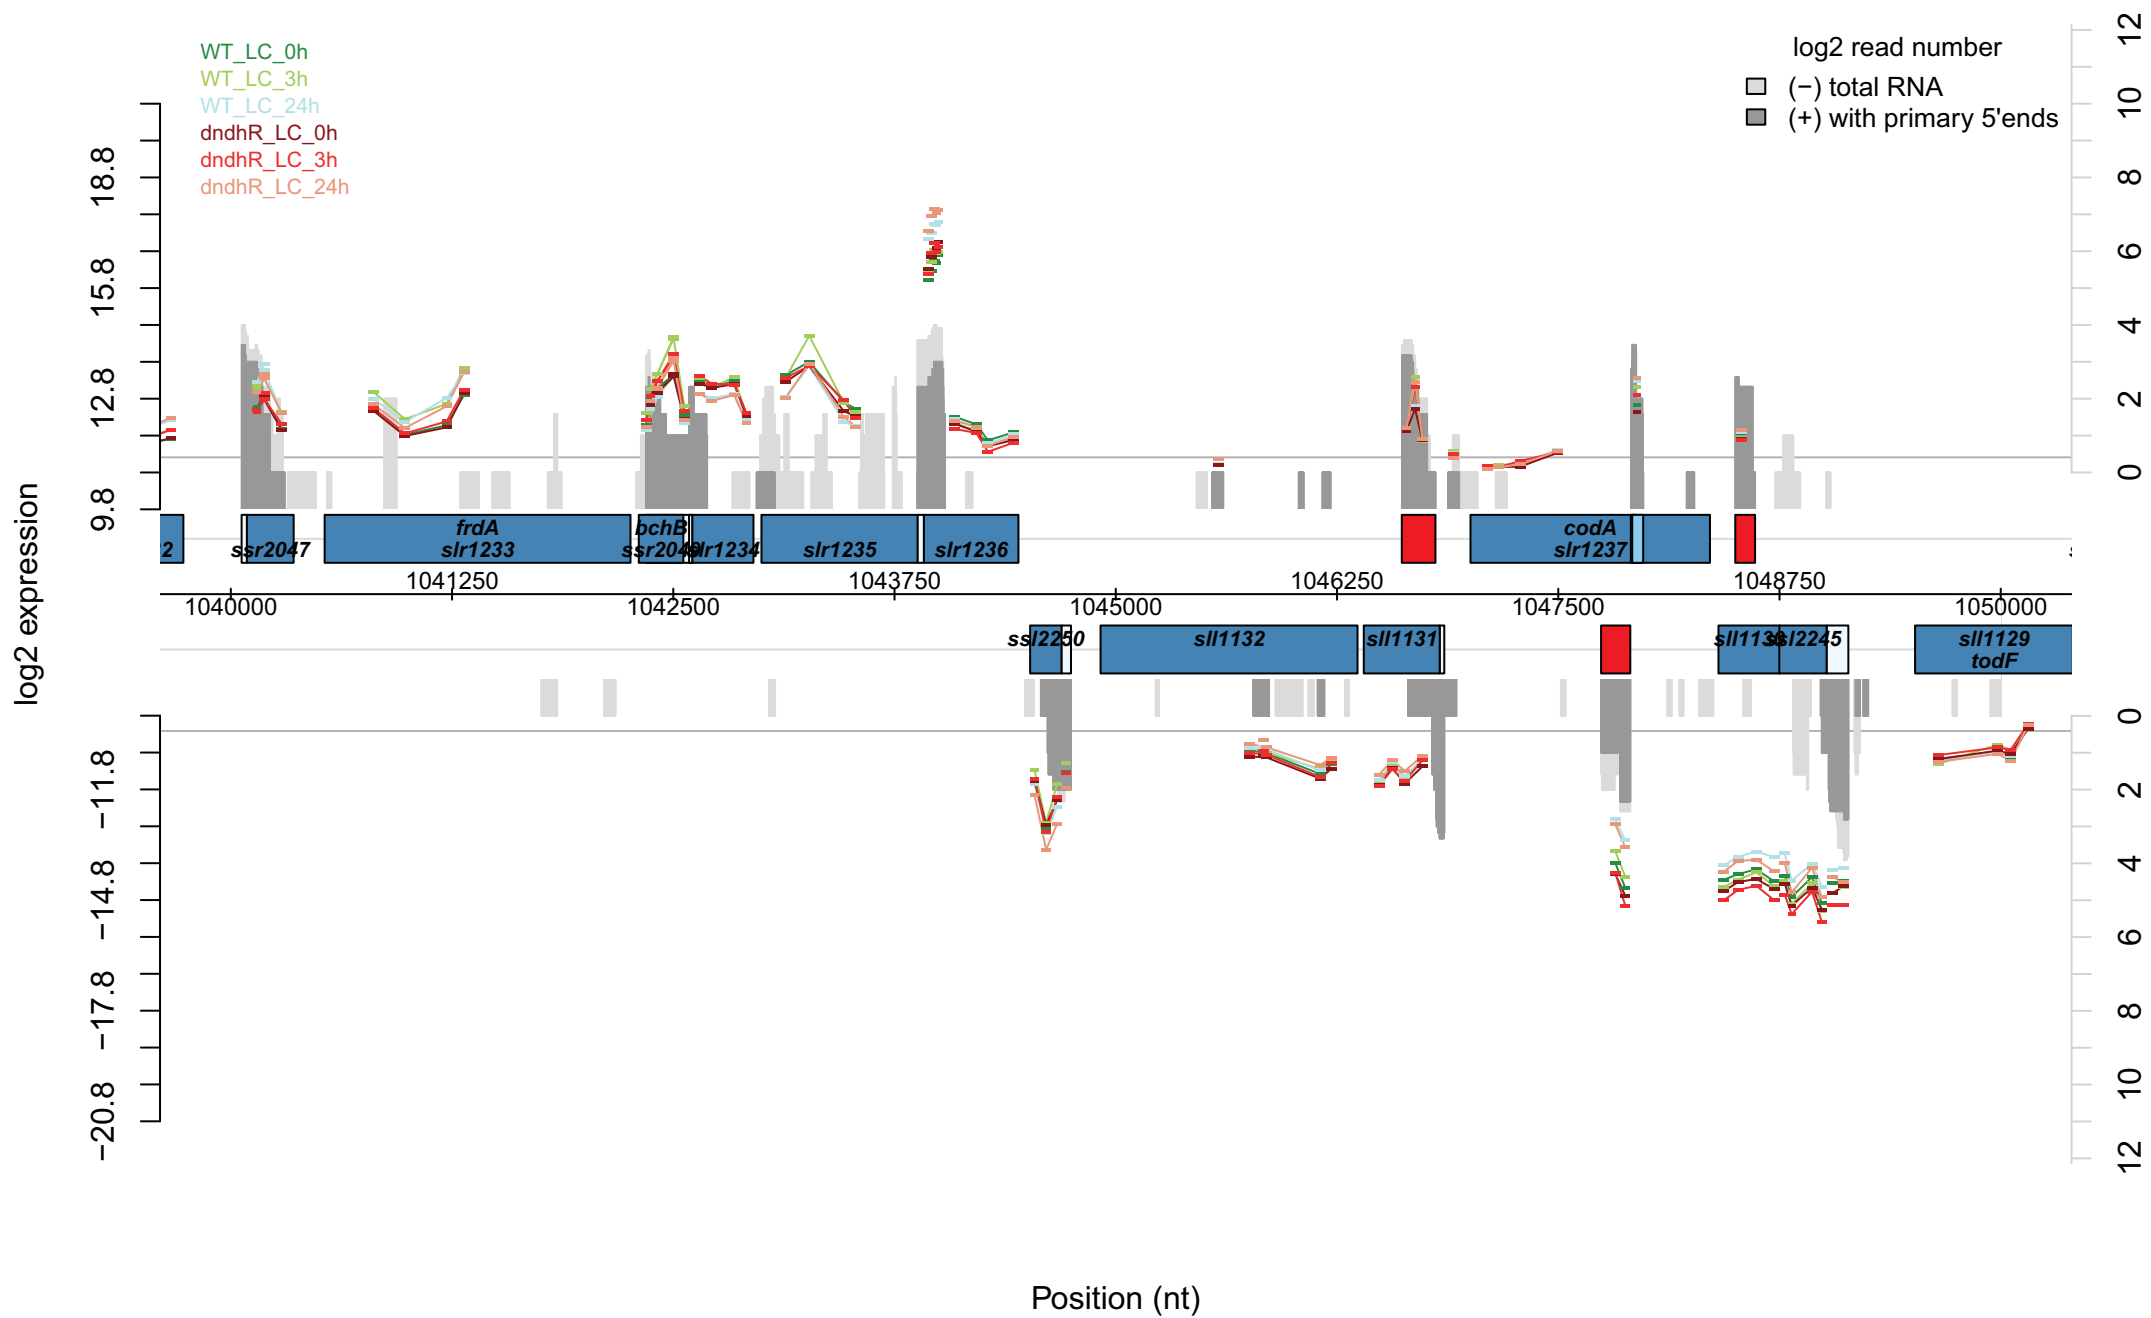 WT_LC_0h
WT_LC_3h
WT_LC_24h
dndhR_LC_0h
dndhR_LC_3h
dndhR_LC_24h
log2 read number
(−) total RNA
(+) with primary 5'ends
log2 expression
18.8
15.8
12.8
9.8
12
10
8
6
4
2
0
2
ssr2047
frdA
slr1233
bchB
slr1234
slr1235
slr1236
codA
slr1237
1041250
1043750
1046250
1048750
1040000
1042500
1045000
1047500
1050000
ssl2250
sll1132
sll1131
ssl2245
sll1129
todF
−11.8
−14.8
−17.8
−20.8
0
2
4
6
8
10
12
Position (nt)